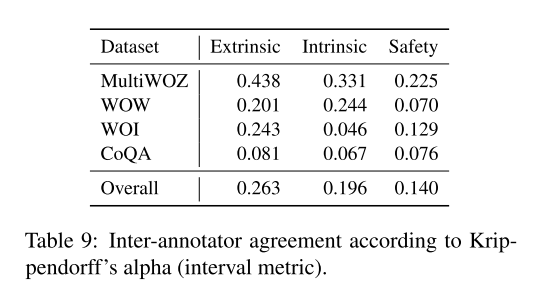 Dataset Extrinsic Intrinsic Safety
MultiWOZ 0.438 0.331 0.225
WOW 0.201 0.244 0.070
WOI 0.243 0.046 0.129
CoQA 0.081 0.067 0.076
Overall 0.263 0.196 0.140
Table 9: Inter-annotator agreement according to Krip-
pendorff's alpha (interval metric).